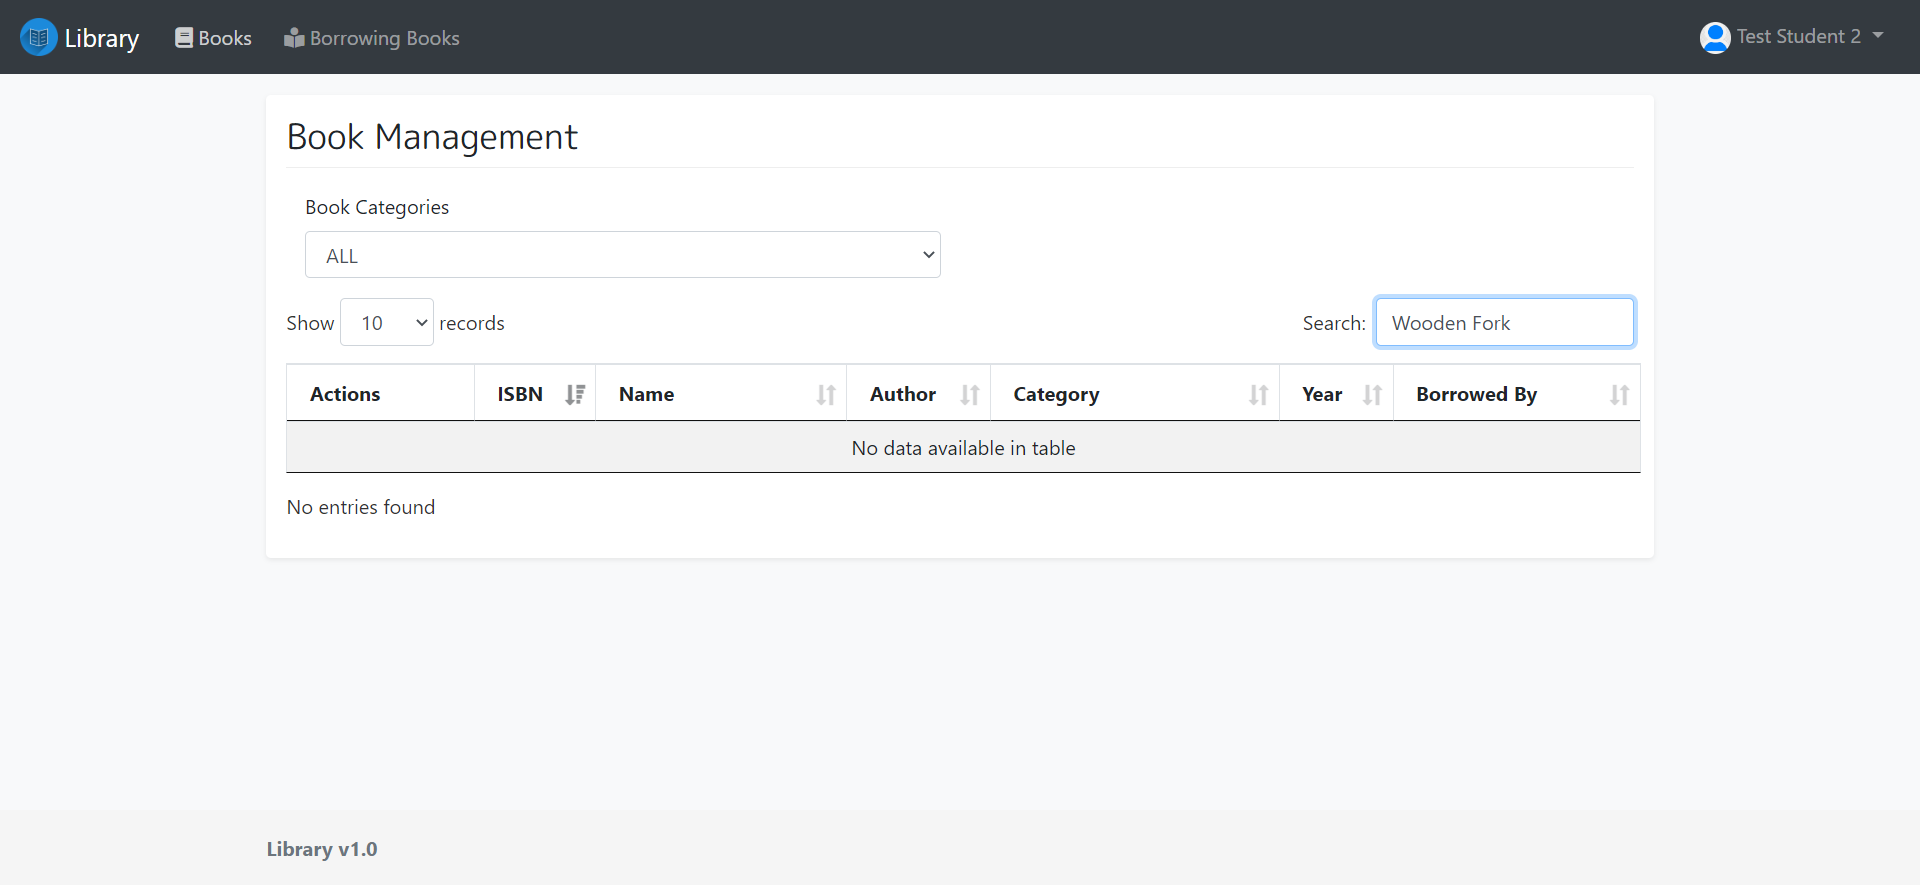 Library Books Borrowing Books Test Student 2
Book Management
Book Categories
ALL
Show 10 records Search: Wooden Fork
Actions ISBN Name Author Category Year Borrowed By
No data available in table
No entries found
Library v1.0